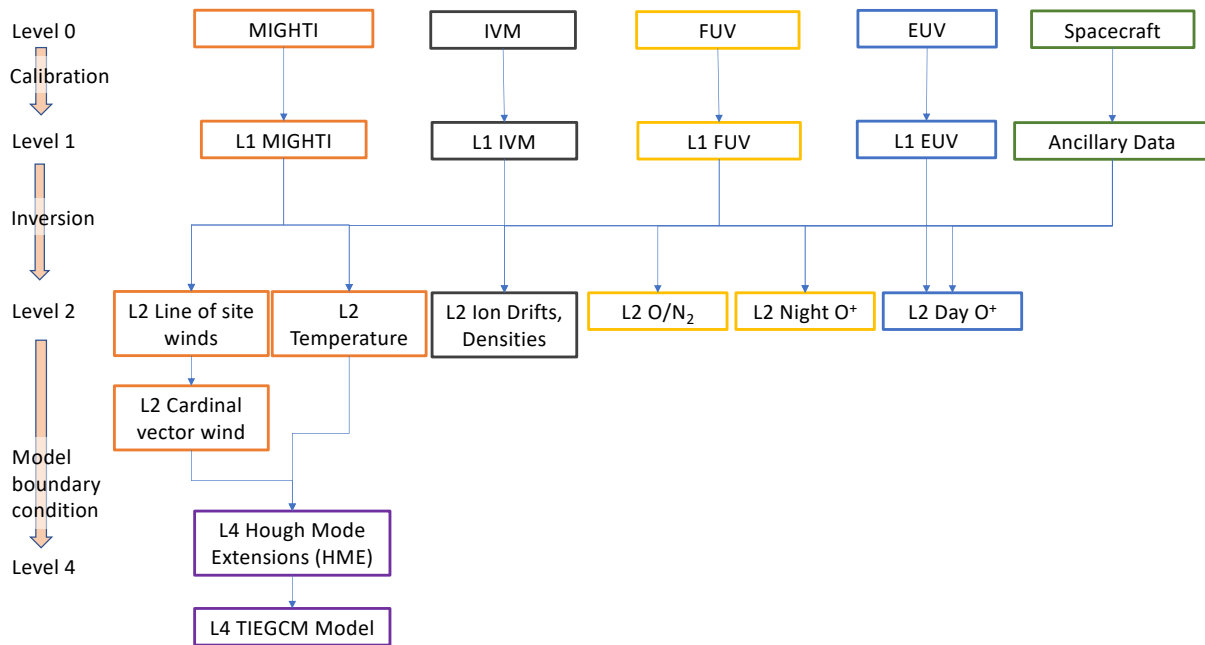 Level 0
MIGHTI
IVM
FUV
EUV
Spacecraft
Calibration
Level 1
L1 MIGHTI
L1 IVM
L1 FUV
L1 EUV
Ancillary Data
Inversion
Level 2
L2 Line of site
winds
L2
Temperature
L2 Ion Drifts,
Densities
L2 O/N₂
L2 Night O⁺
L2 Day O⁺
L2 Cardinal
vector wind
Model
boundary
condition
L4 Hough Mode
Extensions (HME)
Level 4
L4 TIEGCM Model